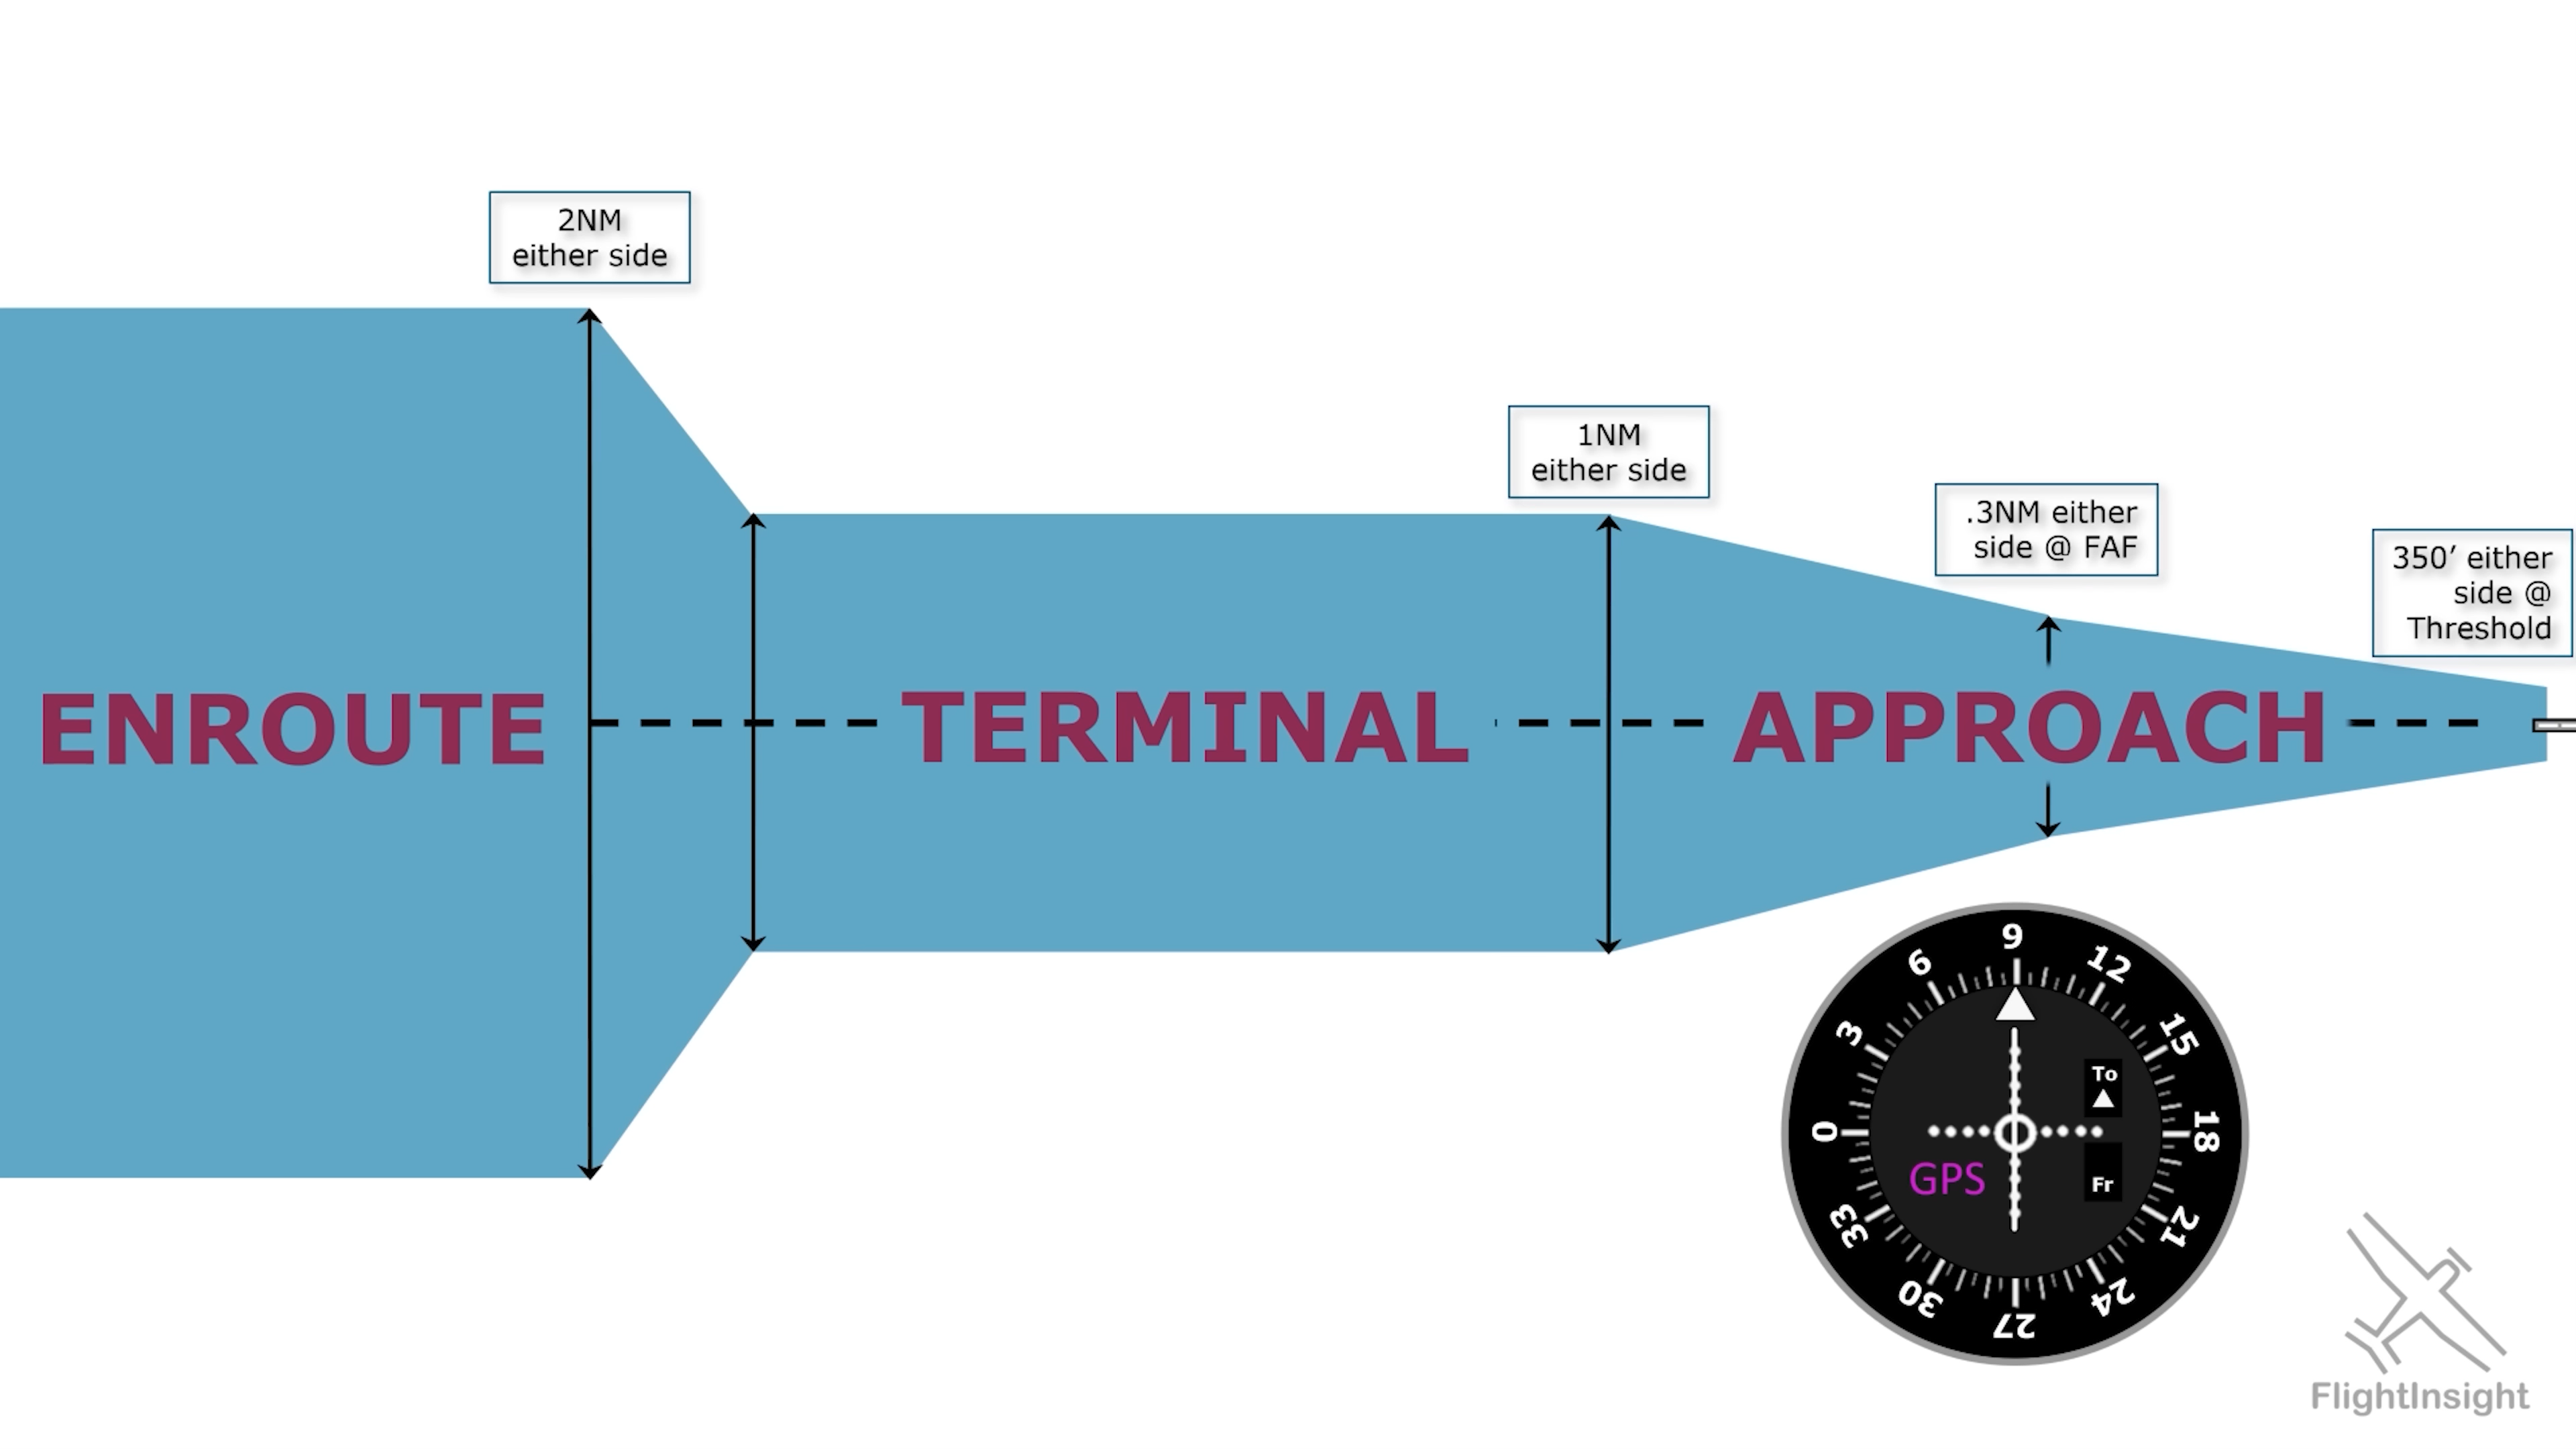 2NM
either side
1NM
either side
.3NM either
side @ FAF
350’ either
side @
Threshold
ENROUTE
TERMINAL
APPROACH
9
12
15
18
21
24
27
30
33
0
3
6
To
Fr
GPS
FlightInsight